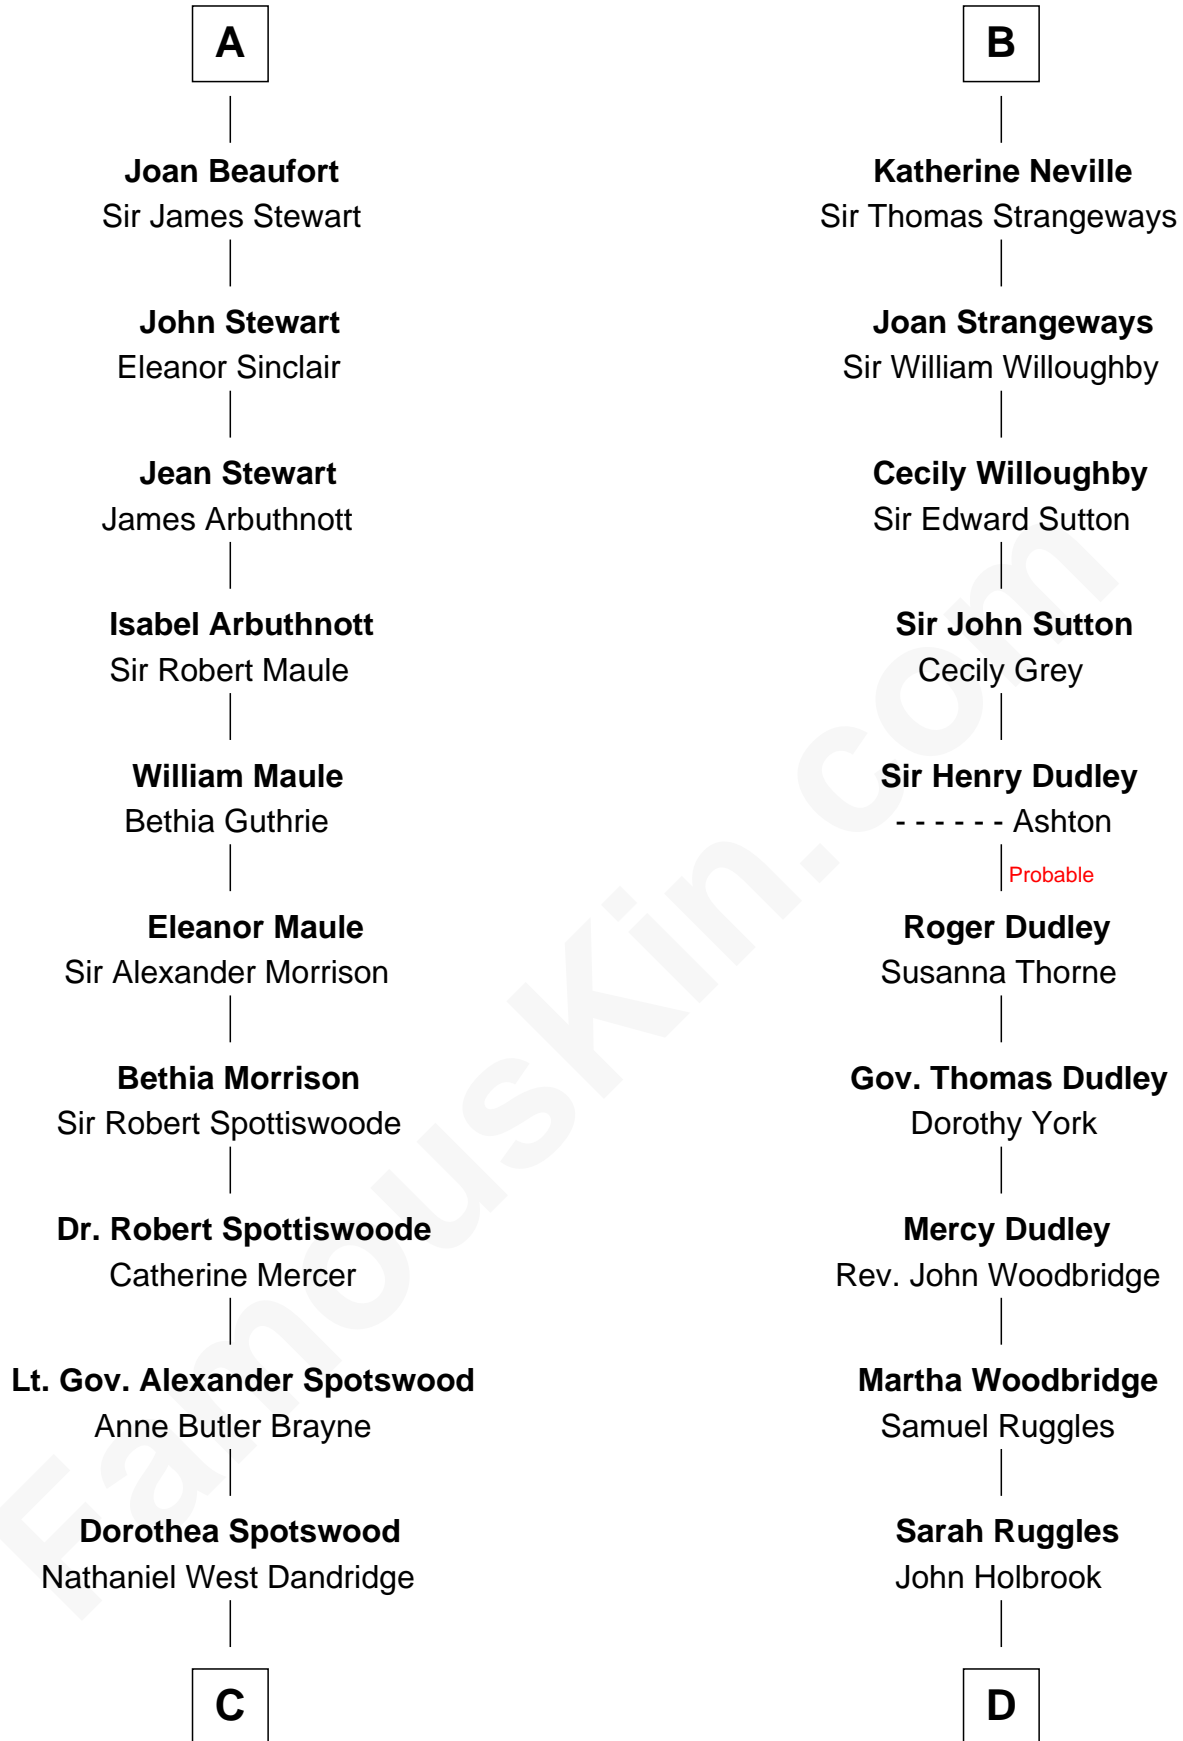 A
Joan Beaufort
Sir James Stewart
John Stewart
Eleanor Sinclair
Jean Stewart
James Arbuthnott
Isabel Arbuthnott
Sir Robert Maule
William Maule
Bethia Guthrie
Eleanor Maule
Sir Alexander Morrison
Bethia Morrison
Sir Robert Spottiswoode
Dr. Robert Spottiswoode
Catherine Mercer
Lt. Gov. Alexander Spotswood
Anne Butler Brayne
Dorothea Spotswood
Nathaniel West Dandridge
C
B
Katherine Neville
Sir Thomas Strangeways
Joan Strangeways
Sir William Willoughby
Cecily Willoughby
Sir Edward Sutton
Sir John Sutton
Cecily Grey
Sir Henry Dudley
- - - - - - Ashton
Probable
Roger Dudley
Susanna Thorne
Gov. Thomas Dudley
Dorothy York
Mercy Dudley
Rev. John Woodbridge
Martha Woodbridge
Samuel Ruggles
Sarah Ruggles
John Holbrook
D
FamousKin.com